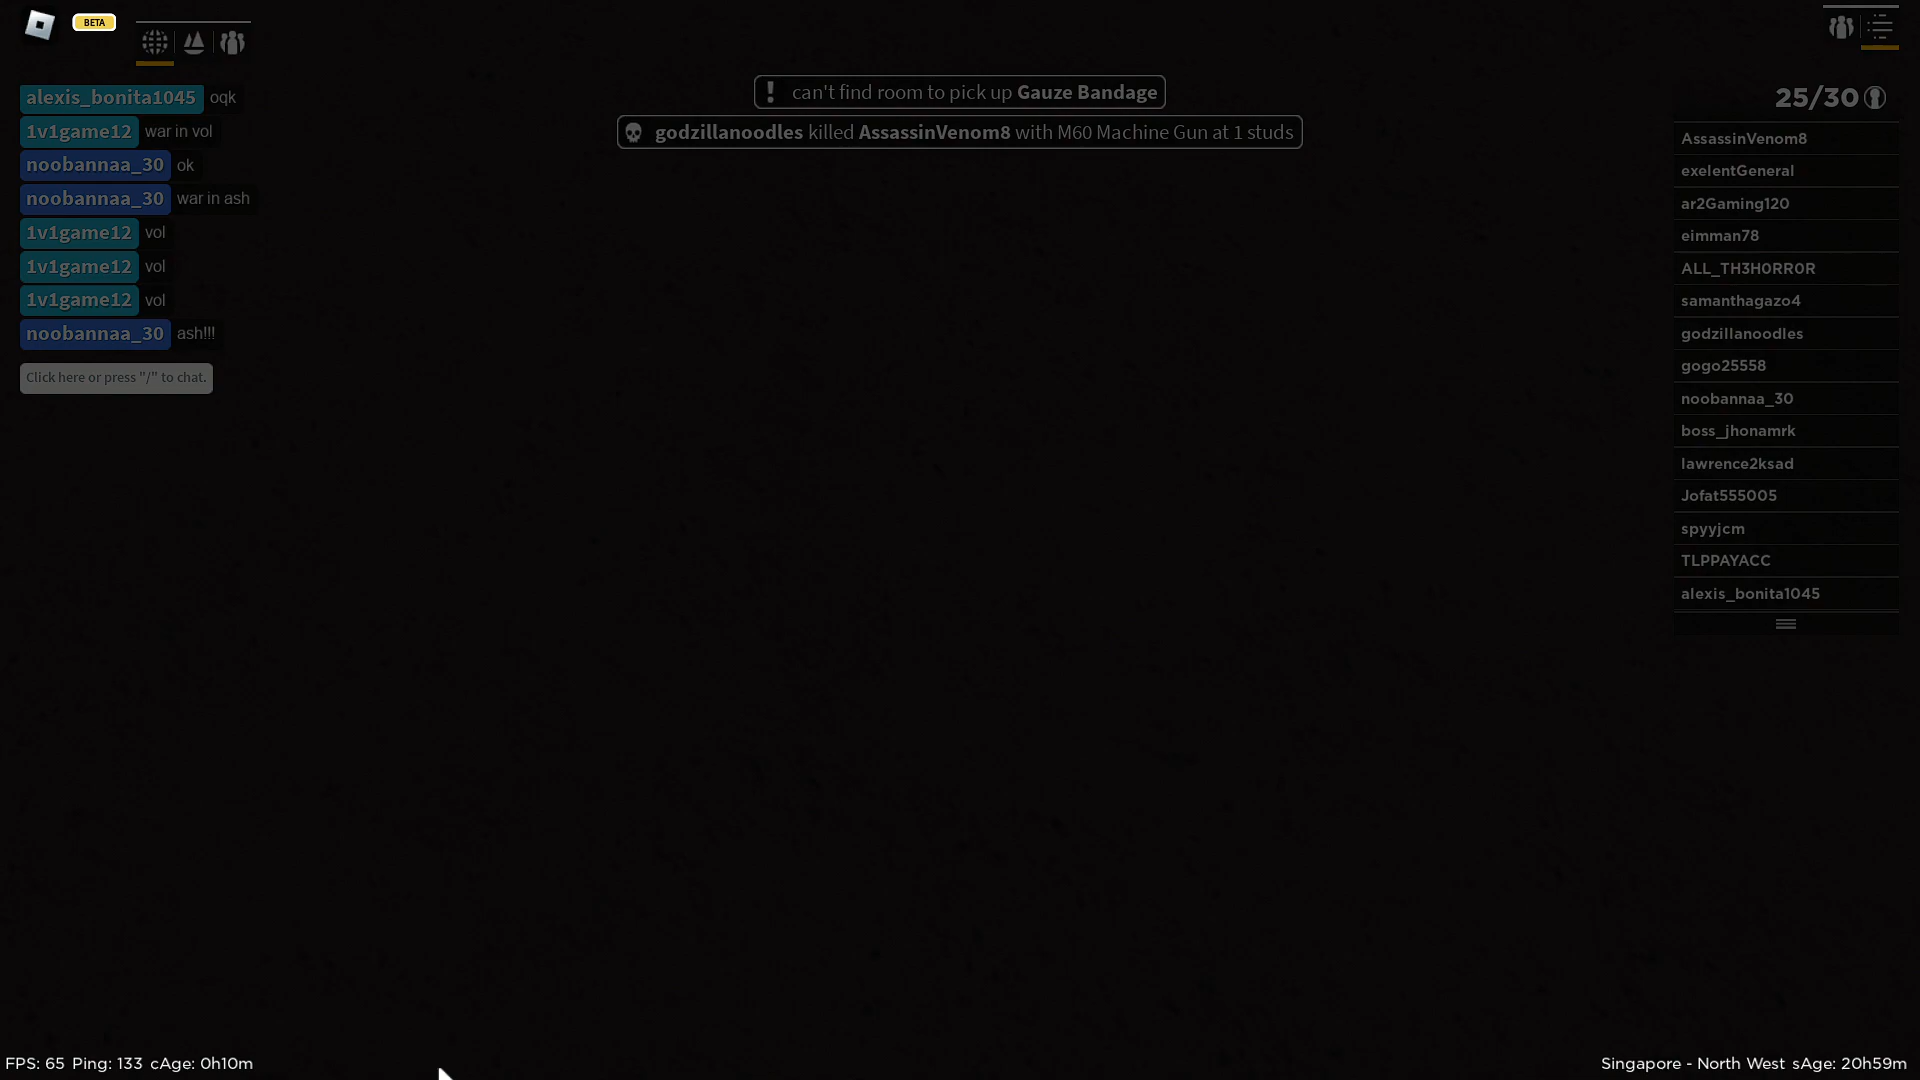 BETA
alexis_bonita1045 oqk
1v1game12 war in vol
noobannaa_30 ok
noobannaa_30 war in ash
1v1game12 vol
1v1game12 vol
1v1game12 vol
noobannaa_30 ash!!!
Click here or press "/" to chat.
! can't find room to pick up Gauze Bandage
godzillanoodles killed AssassinVenom8 with M60 Machine Gun at 1 studs
25/30
AssassinVenom8
exelentGeneral
ar2Gaming120
eimman78
ALL_TH3H0RR0R
samanthagazo4
godzillanoodles
gogo25558
noobannaa_30
boss_jhonamrk
lawrence2ksad
Jofat555005
spyyjcm
TLPPAYACC
alexis_bonita1045
FPS: 65 Ping: 133 cAge: 0h10m
Singapore - North West sAge: 20h59m